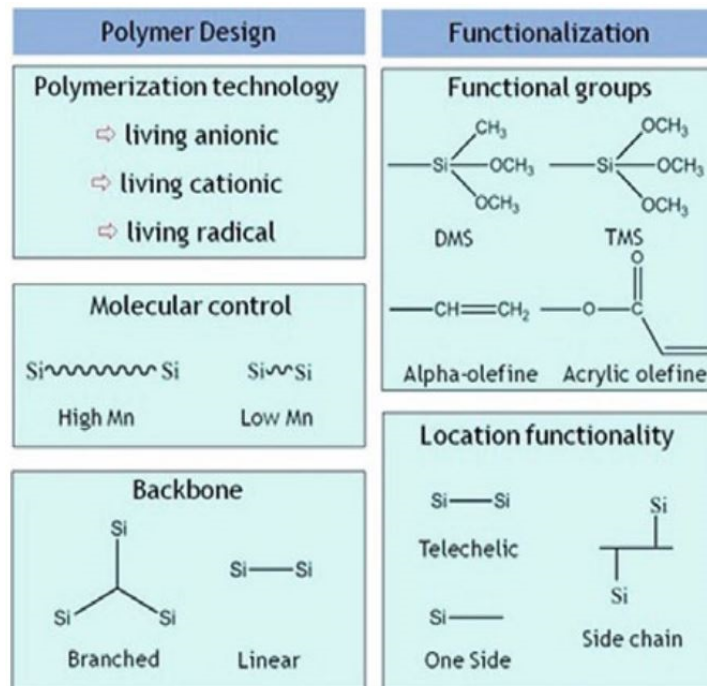 Polymer Design
Polymerization technology
⇨ living anionic
⇨ living cationic
⇨ living radical
Molecular control
Si Si Si Si
High Mn Low Mn
Backbone
Si
Si Si
Si Si
Branched Linear
Functionalization
Functional groups
CH₃ OCH₃
Si OCH₃ Si OCH₃
OCH₃ OCH₃
DMS TMS
O
CH CH₂ O C
Alpha-olefine Acrylic olefine
Location functionality
Si Si
Telechelic
Si
Si
Si
One Side
Side chain